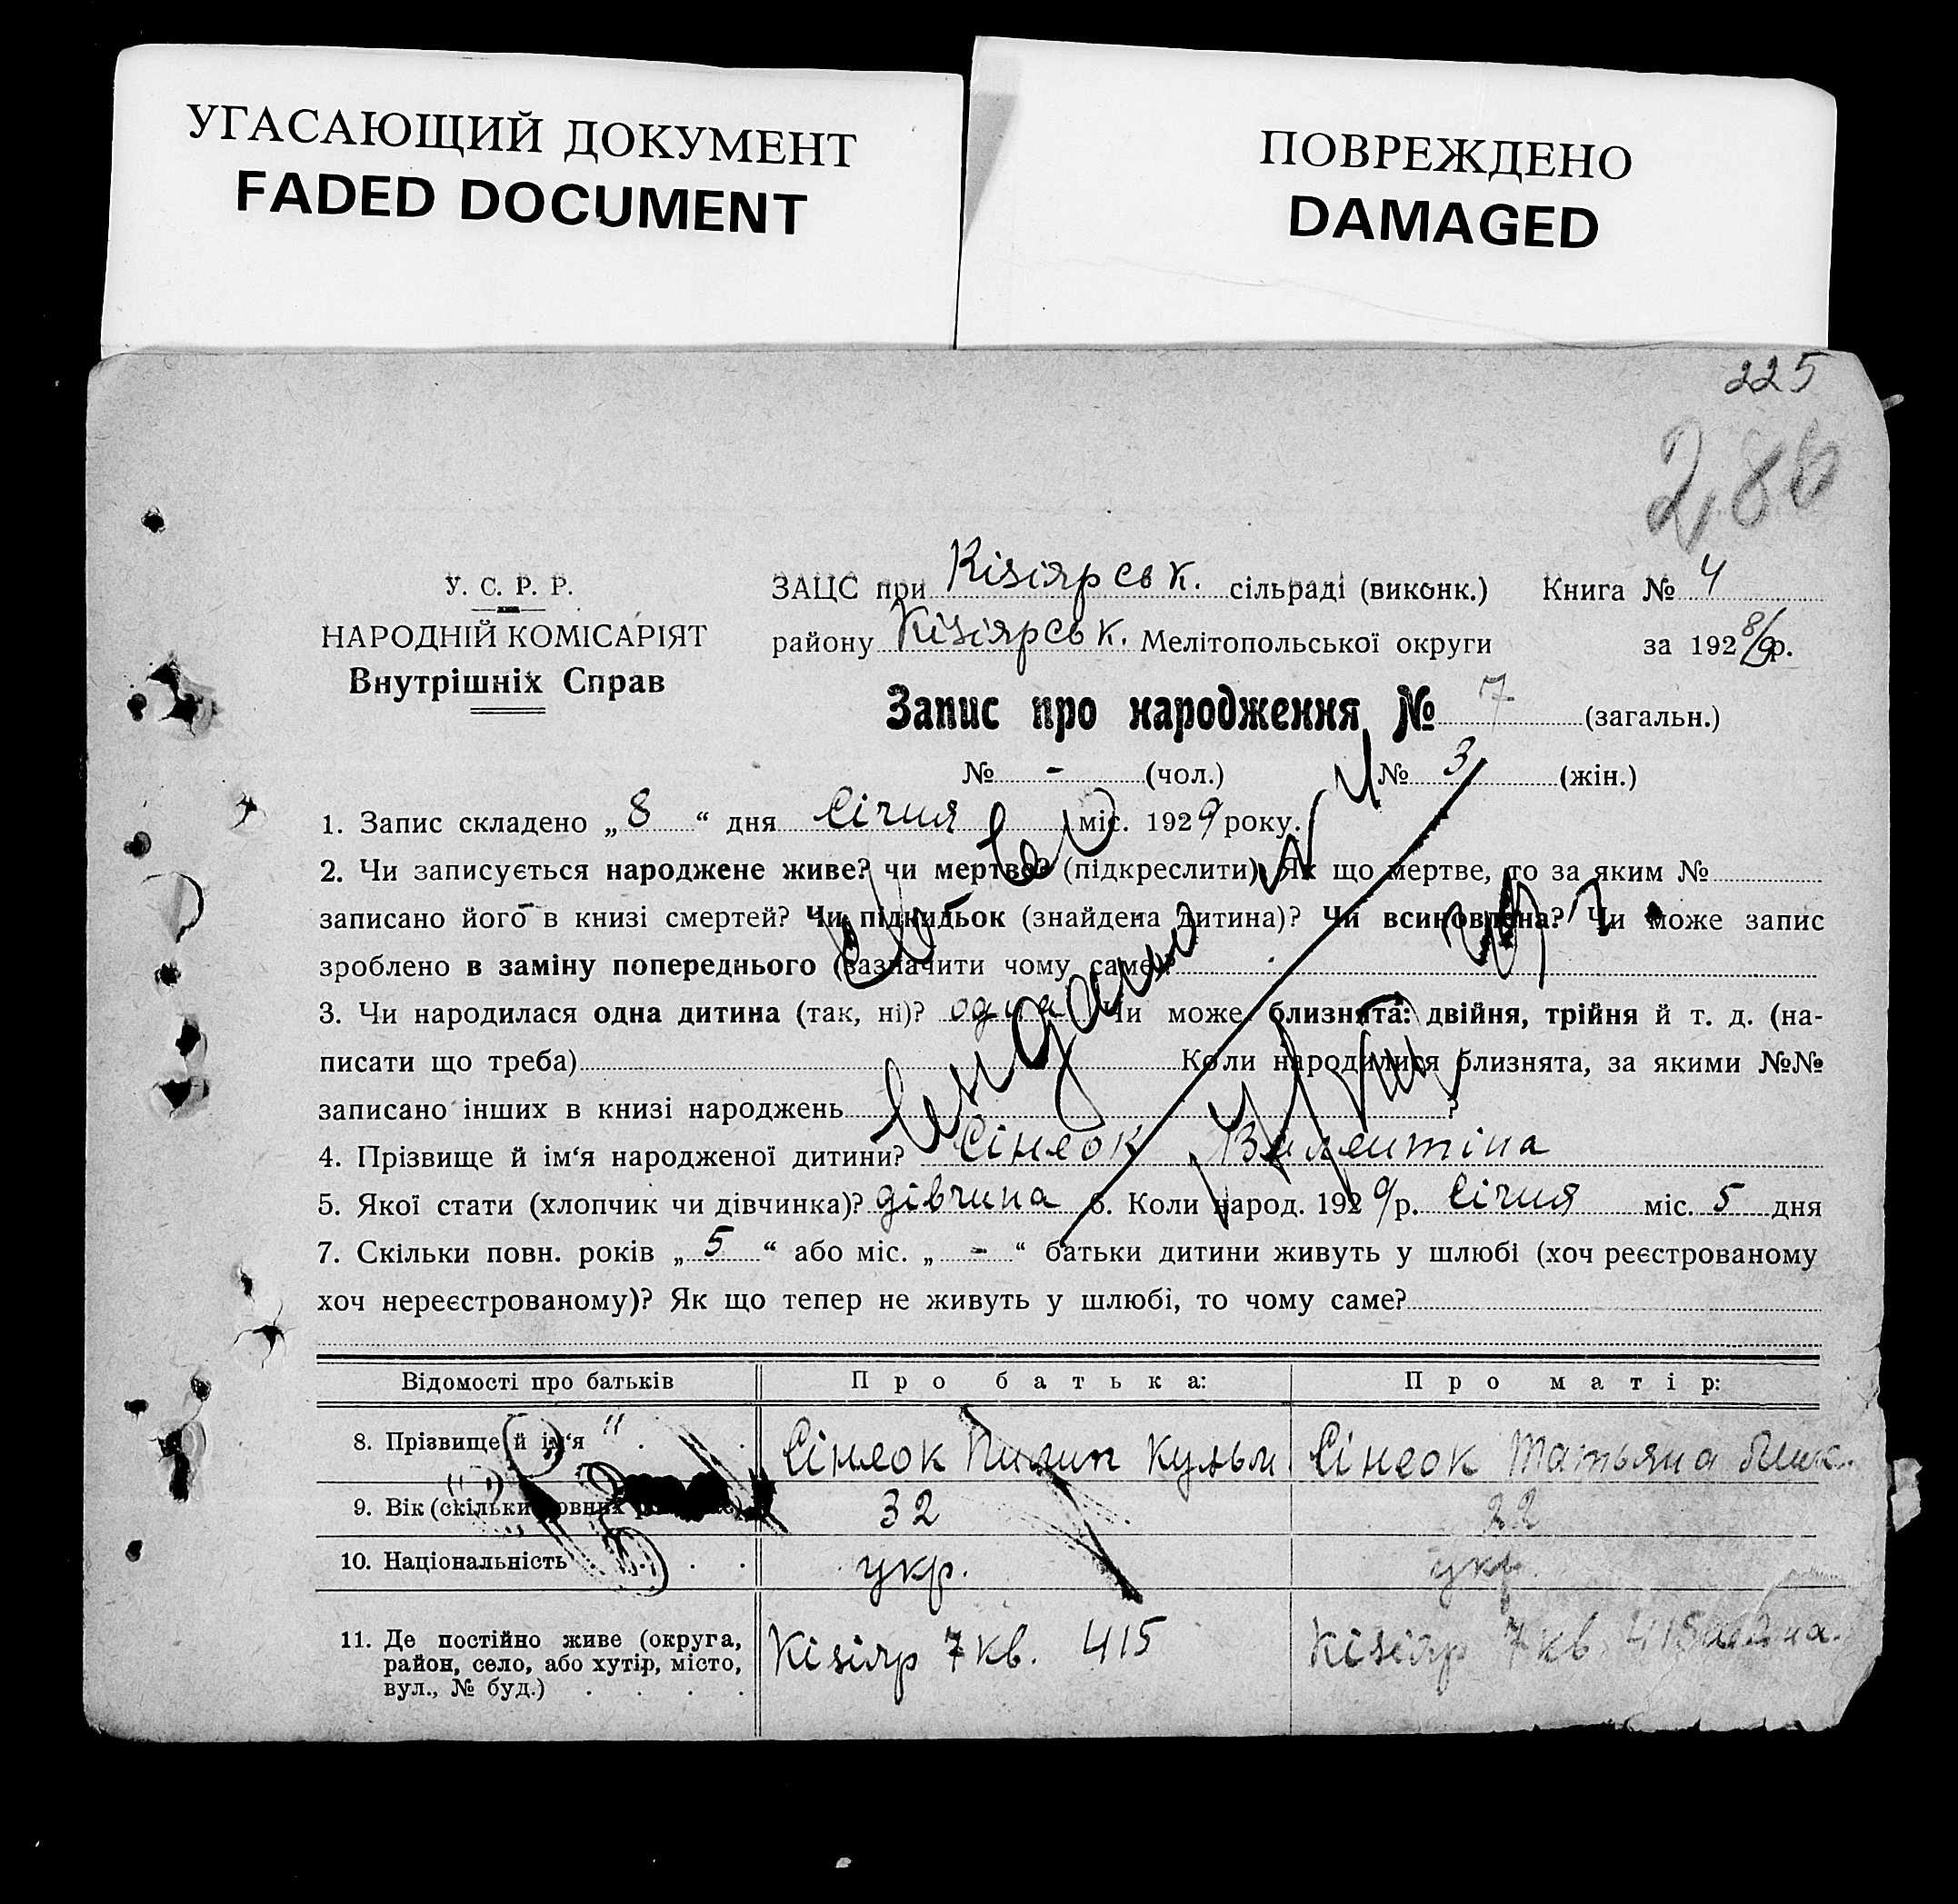 УГАСАЮЩИЙ ДОКУМЕНТ
FADED DOCUMENT
ПОВРЕЖДЕНО
DAMAGED
225
286
У. С. Р. Р.
НАРОДНІЙ КОМІСАРІЯТ
Внутрішніх Справ
ЗАЦС при Кізіярськ. сільраді (виконк.) Книга № 4
району Кізіярськ. Мелітопольської округи за 1928/9р.
Запис про народження № 7 (загальн.)
№ - (чол.) № 3 (жін.)
1. Запис складено „8“ дня Січня міс. 1929 року.
2. Чи записується народжене живе? чи мертве? (підкреслити). Як що мертве, то за яким №
записано його в книзі смертей? Чи підкидьок (знайдена дитина)? Чи всиновлена? Чи може запис
зроблено в заміну попереднього (зазначити чому саме)?
3. Чи народилася одна дитина (так, ні)? одна Чи може близнята: двійня, трійня й т. д. (на-
писати що треба) Коли народилися близнята, за якими №№
записано інших в книзі народжень ?
4. Прізвище й ім‘я народженої дитини? Сінеок Валентіна
5. Якої стати (хлопчик чи дівчинка)? дівчина 6. Коли народ. 1929 р. Січня міс. 5 дня
7. Скільки повн. років „5“ або міс. „-“ батьки дитини живуть у шлюбі (хоч реєстрованому
хоч нереєстрованому)? Як що тепер не живуть у шлюбі, то чому саме?
Відомості про батьків Про батька: Про матір:
8. Прізвище й ім‘я Сінеок Пилип Кузьм Сінеок Татьяна
9. Вік (скільки повних 32 22
10. Національність укр. укр.
11. Де постійно живе (округа,
район, село, або хутір, місто,
вул., № буд.) Кізіяр 7 кв. 415 Кізіяр 7 кв. 415